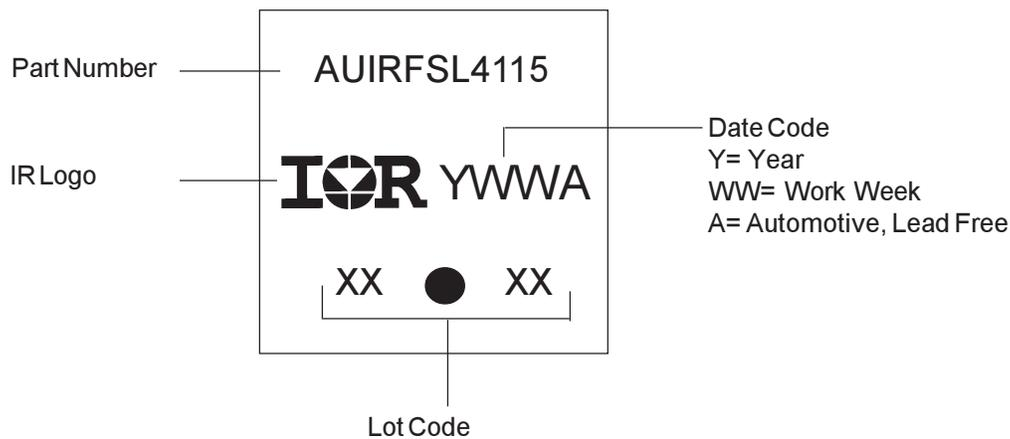 Part Number
AUIRFSL4115
IR Logo
IOR YWWA
Date Code
Y= Year
WW= Work Week
A= Automotive, Lead Free
XX XX
Lot Code